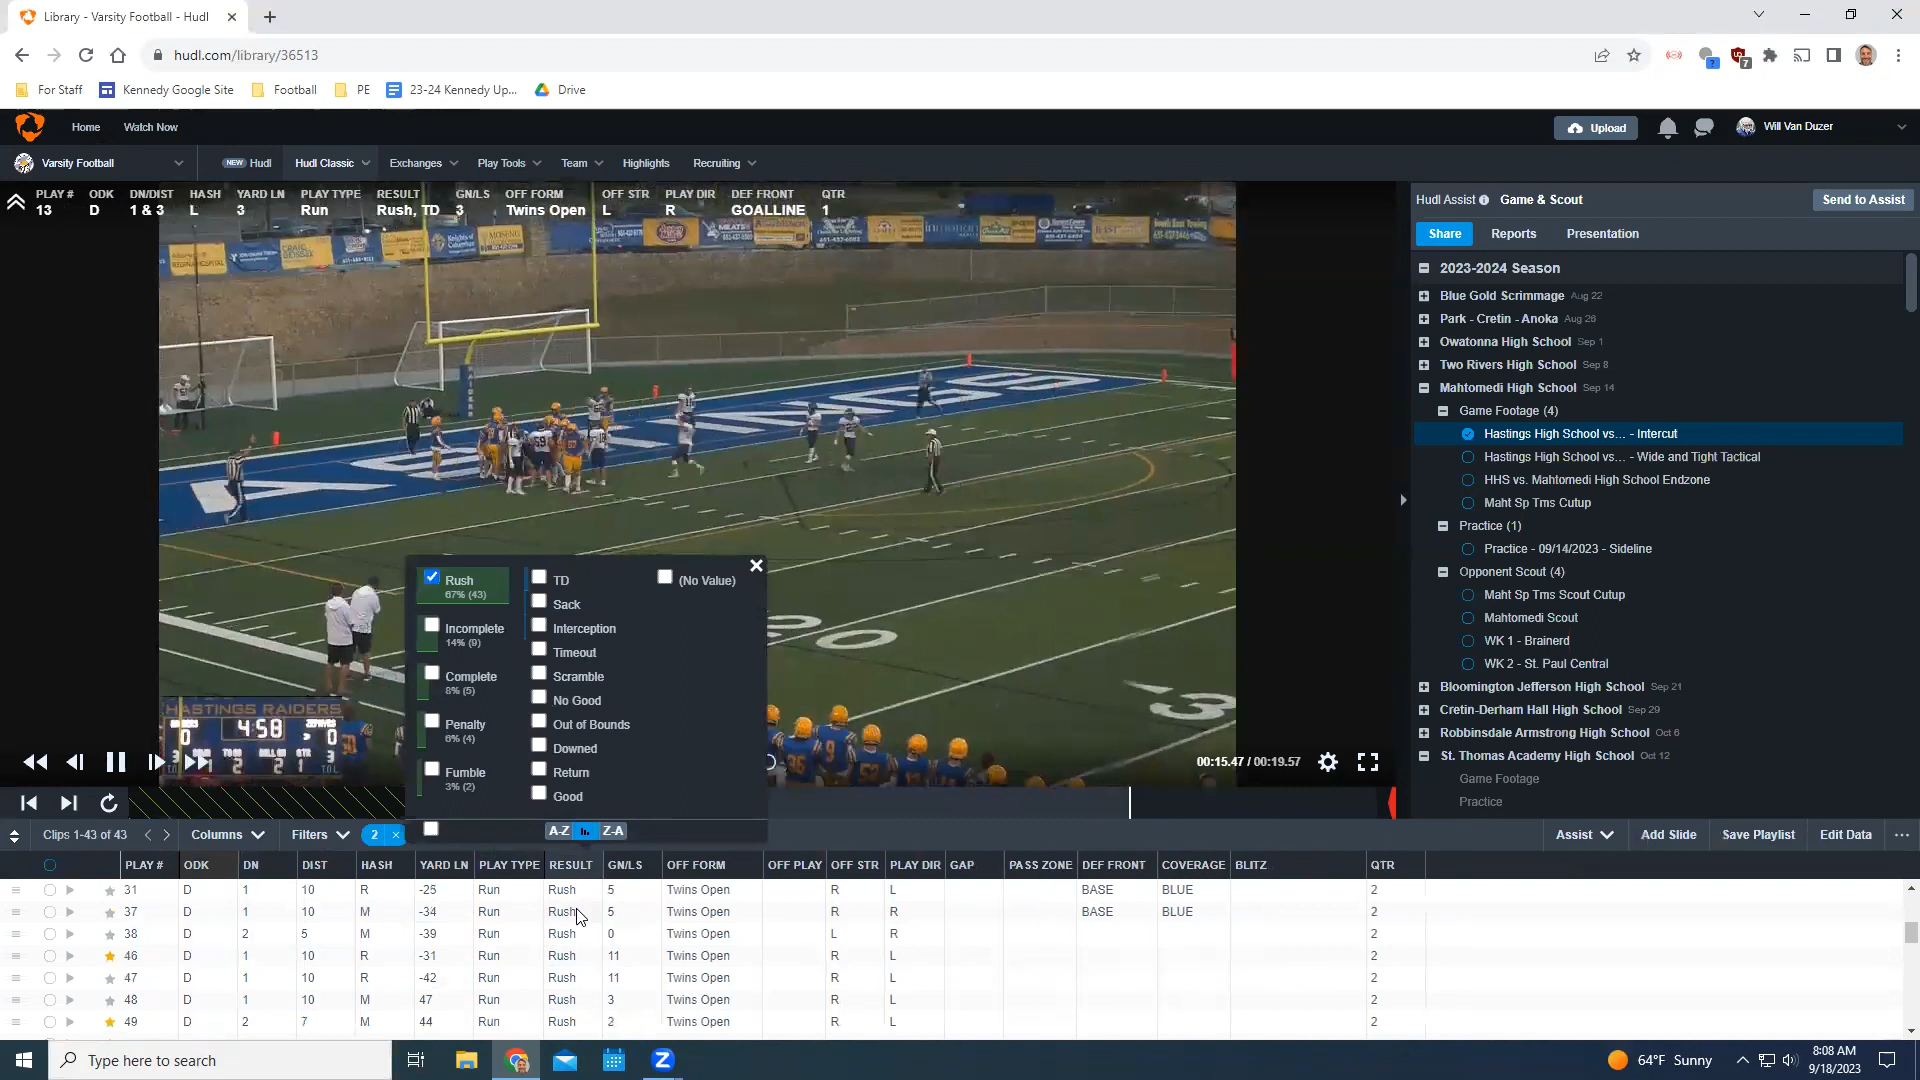 Library - Varsity Football - Hudl
hudl.com/library/36513
For Staff
Kennedy Google Site
Football
PE
23-24 Kennedy Up...
Drive
Home
Watch Now
Upload
Will Van Duzer
Varsity Football
NEW Hudl
Hudl Classic
Exchanges
Play Tools
Team
Highlights
Recruiting
PLAY # ODK DN/DIST HASH YARD LN PLAY TYPE RESULT GN/LS OFF FORM OFF STR PLAY DIR DEF FRONT QTR
13 D 1 & 3 L 3 Run Rush, TD 3 Twins Open L R GOALLINE 1
Hudl Assist Game & Scout
Send to Assist
Share
Reports
Presentation
2023-2024 Season
Blue Gold Scrimmage Aug 22
Park - Cretin - Anoka Aug 26
Owatonna High School Sep 1
Two Rivers High School Sep 8
Mahtomedi High School Sep 14
Game Footage (4)
Hastings High School vs... - Intercut
Hastings High School vs... - Wide and Tight Tactical
HHS vs. Mahtomedi High School Endzone
Maht Sp Tms Cutup
Practice (1)
Practice - 09/14/2023 - Sideline
Opponent Scout (4)
Maht Sp Tms Scout Cutup
Mahtomedi Scout
WK 1 - Brainerd
WK 2 - St. Paul Central
Bloomington Jefferson High School Sep 21
Cretin-Derham Hall High School Sep 29
Robbinsdale Armstrong High School Oct 6
St. Thomas Academy High School Oct 12
Game Footage
Practice
Rush
67% (43)
Incomplete
14% (9)
Complete
8% (5)
Penalty
6% (4)
Fumble
3% (2)
TD
Sack
Interception
Timeout
Scramble
No Good
Out of Bounds
Downed
Return
Good
(No Value)
A-Z
Z-A
HASTINGS RAIDERS
4:58
00:15.47 / 00:19.57
Clips 1-43 of 43
Columns
Filters
2 ×
Assist
Add Slide
Save Playlist
Edit Data
PLAY # ODK DN DIST HASH YARD LN PLAY TYPE RESULT GN/LS OFF FORM OFF PLAY OFF STR PLAY DIR GAP PASS ZONE DEF FRONT COVERAGE BLITZ QTR
31 D 1 10 R -25 Run Rush 5 Twins Open R L BASE BLUE 2
37 D 1 10 M -34 Run Rush 5 Twins Open R R BASE BLUE 2
38 D 2 5 M -39 Run Rush 0 Twins Open L R 2
46 D 1 10 R -31 Run Rush 11 Twins Open R L 2
47 D 1 10 R -42 Run Rush 11 Twins Open R L 2
48 D 1 10 M 47 Run Rush 3 Twins Open R L 2
49 D 2 7 M 44 Run Rush 2 Twins Open R L 2
Type here to search
64°F Sunny
8:08 AM
9/18/2023